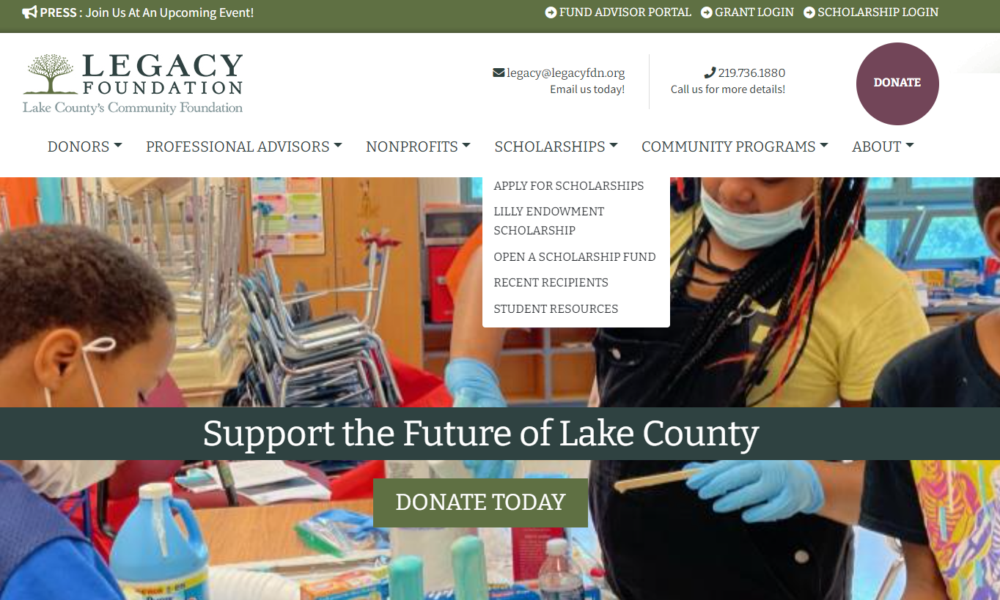 PRESS : Join Us At An Upcoming Event!
FUND ADVISOR PORTAL GRANT LOGIN SCHOLARSHIP LOGIN
LEGACY
FOUNDATION
Lake County's Community Foundation
legacy@legacyfdn.org
Email us today!
219.736.1880
Call us for more details!
DONATE
DONORS PROFESSIONAL ADVISORS NONPROFITS SCHOLARSHIPS COMMUNITY PROGRAMS ABOUT
APPLY FOR SCHOLARSHIPS
LILLY ENDOWMENT
SCHOLARSHIP
OPEN A SCHOLARSHIP FUND
RECENT RECIPIENTS
STUDENT RESOURCES
Support the Future of Lake County
DONATE TODAY